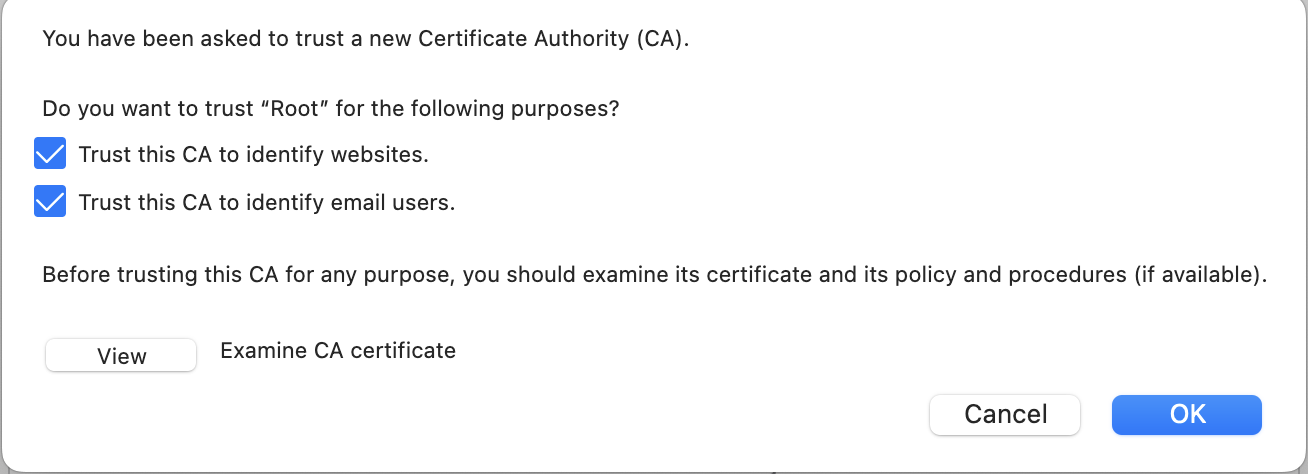 You have been asked to trust a new Certificate Authority (CA).
Do you want to trust “Root” for the following purposes?
Trust this CA to identify websites.
Trust this CA to identify email users.
Before trusting this CA for any purpose, you should examine its certificate and its policy and procedures (if available).
View Examine CA certificate
Cancel OK